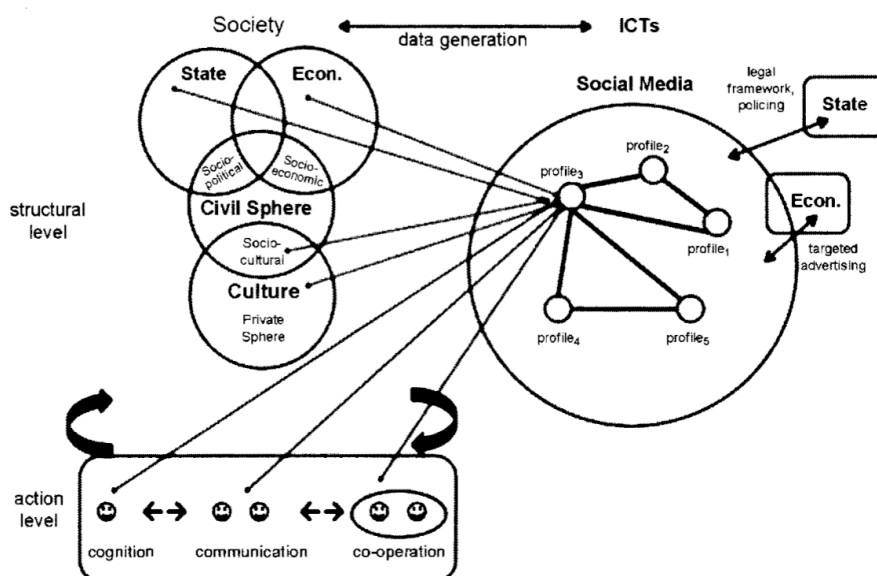 Society
data generation
ICTs
State
Econ.
Socio-
political
Socio-
economic
Civil Sphere
Socio-
cultural
Culture
Private
Sphere
structural
level
Social Media
profile3
profile2
profile1
profile4
profile5
legal
framework,
policing
State
Econ.
targeted
advertising
action
level
cognition
communication
co-operation